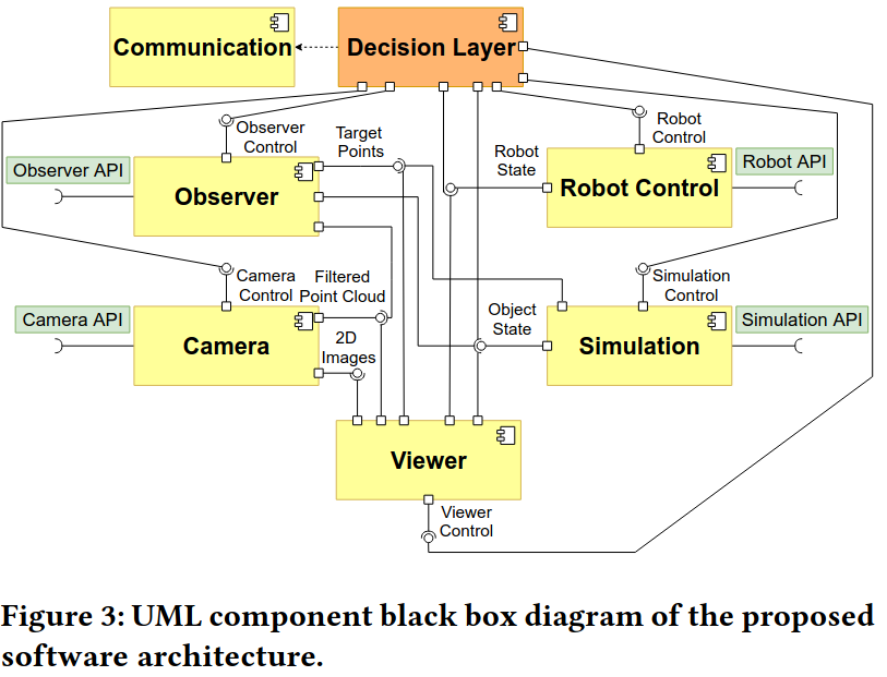 Communication
Decision Layer
Observer
Control
Target
Points
Robot
Control
Robot
State
Observer API
Robot API
Observer
Robot Control
Camera
Control
Filtered
Point Cloud
Simulation
Control
Object
State
Camera API
Simulation API
2D
Images
Camera
Simulation
Viewer
Viewer
Control
Figure 3: UML component black box diagram of the proposed
software architecture.